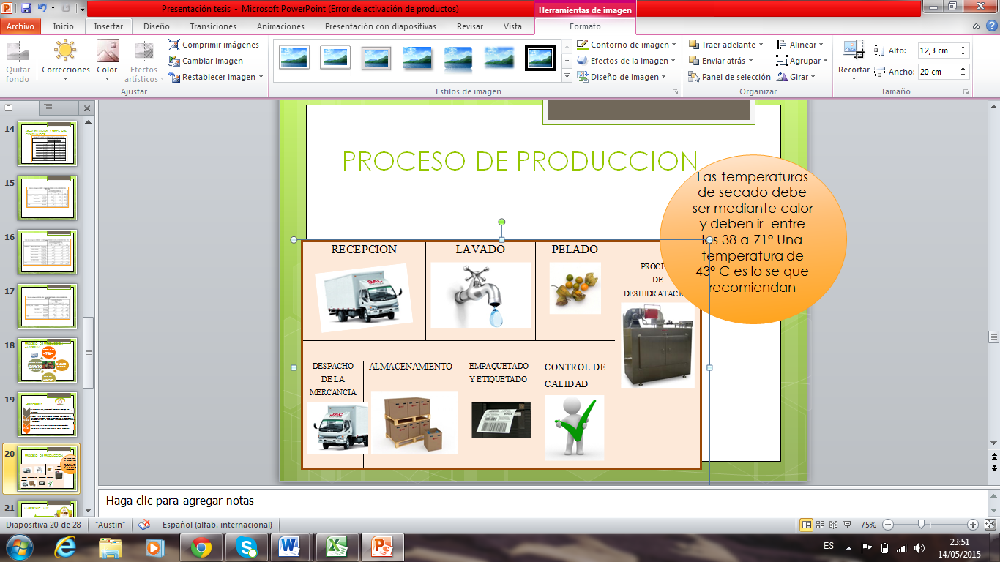 Presentación tesis - Microsoft PowerPoint (Error de activación de productos)
Herramientas de imagen
Archivo
Inicio
Insertar
Diseño
Transiciones
Animaciones
Presentación con diapositivas
Revisar
Vista
Formato
Quitar fondo
Correcciones
Color
Efectos artísticos
Comprimir imágenes
Cambiar imagen
Restablecer imagen
Ajustar
Estilos de imagen
Contorno de imagen
Efectos de la imagen
Diseño de imagen
Traer adelante
Enviar atrás
Panel de selección
Alinear
Agrupar
Girar
Organizar
Recortar
Alto: 12,3 cm
Ancho: 20 cm
Tamaño
14
15
16
17
18
19
20
21
PROCESO DE PRODUCCION
Las temperaturas
de secado debe
ser mediante calor
y deben ir entre
los 38 a 71° Una
temperatura de
43° C es lo se que
recomiendan
RECEPCION
LAVADO
PELADO
DE
DESPACHO
DE LA
MERCANCIA
JAC
ALMACENAMIENTO
EMPAQUETADO
Y ETIQUETADO
CONTROL DE
CALIDAD
Haga clic para agregar notas
Diapositiva 20 de 28
"Austin"
Español (alfab. internacional)
75%
ES
23:51
14/05/2015